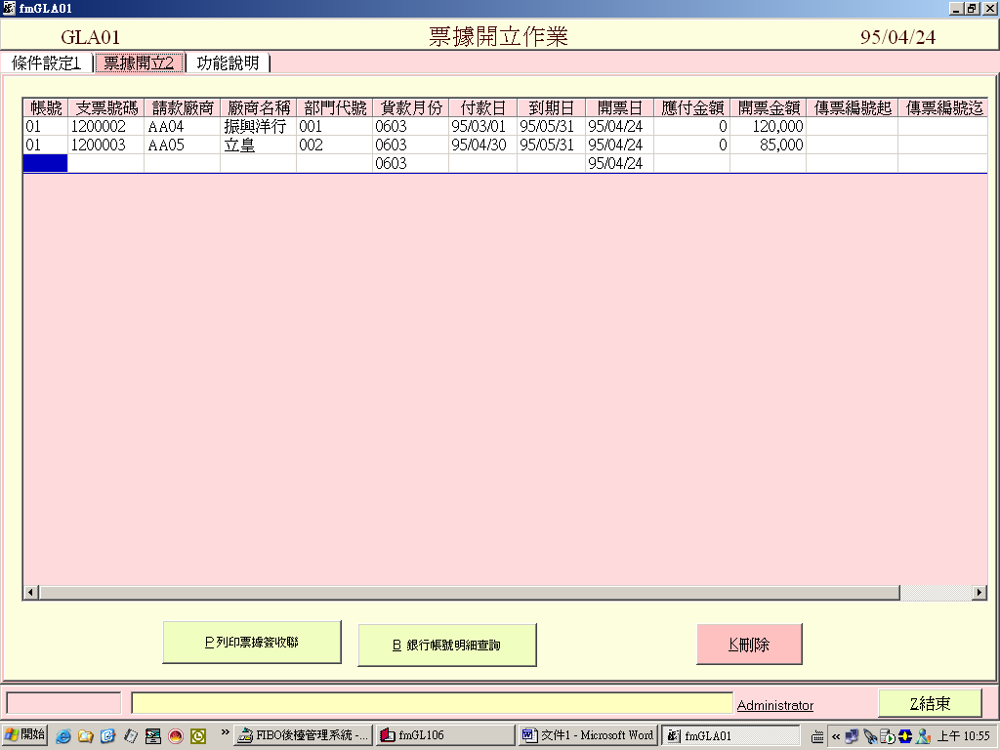 fmGLA01
GLA01 票據開立作業 95/04/24
條件設定1 票據開立2 功能說明
帳號 支票號碼 請款廠商 廠商名稱 部門代號 貨款月份 付款日 到期日 開票日 應付金額 開票金額 傳票編號起 傳票編號迄
01 1200002 AA04 振興洋行 001 0603 95/03/01 95/05/31 95/04/24 0 120,000
01 1200003 AA05 立皇 002 0603 95/04/30 95/05/31 95/04/24 0 85,000
0603 95/04/24
P列印票據簽收聯 B 銀行帳號明細查詢 K刪除
Administrator Z結束
開始 » FIBO後檯管理系統 -... fmGL106 文件1 - Microsoft Word fmGLA01 « 上午 10:55